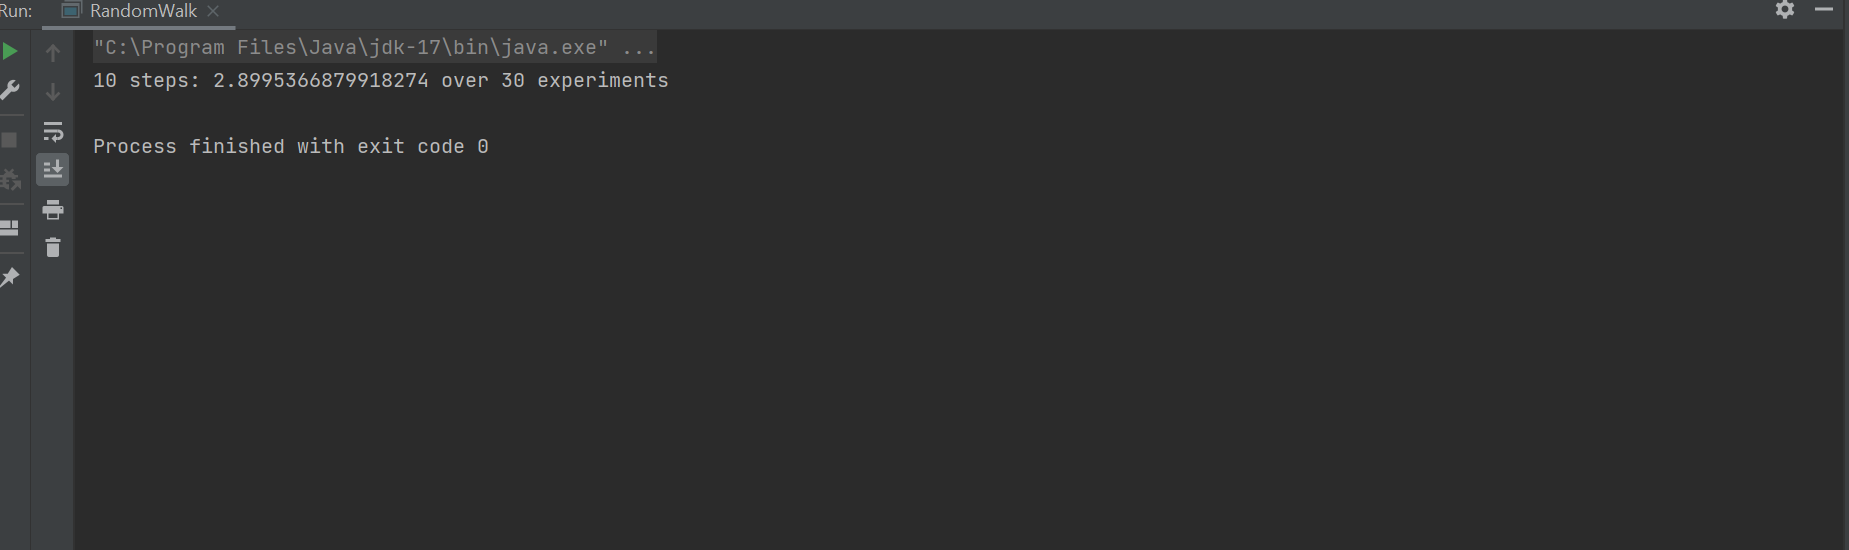 Run: RandomWalk
"C:\Program Files\Java\jdk-17\bin\java.exe" ...
10 steps: 2.8995366879918274 over 30 experiments
Process finished with exit code 0